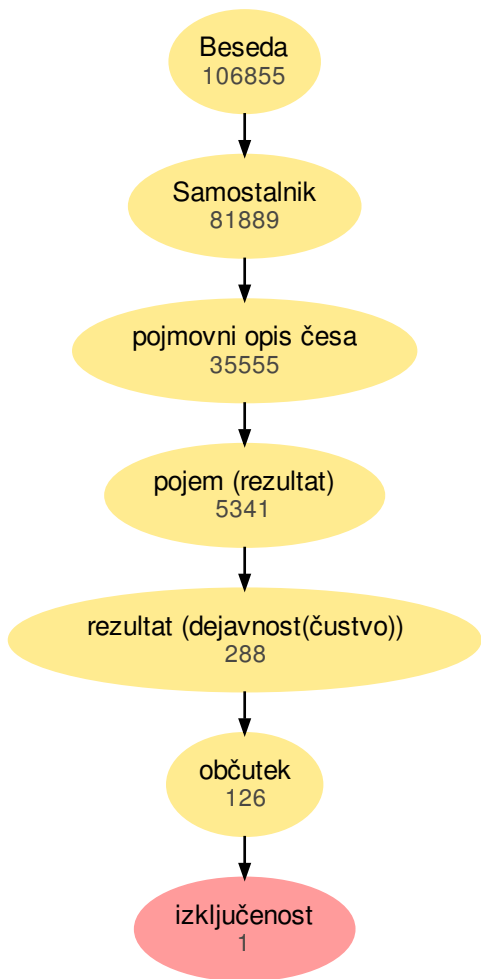 Beseda
106855
Samostalnik
81889
pojmovni opis česa
35555
pojem (rezultat)
5341
rezultat (dejavnost(čustvo))
288
občutek
126
izključenost
1